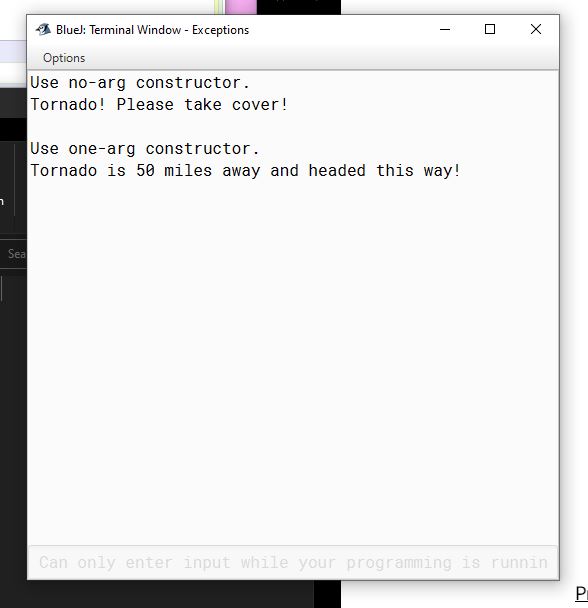 BlueJ: Terminal Window - Exceptions
Options
Use no-arg constructor.
Tornado! Please take cover!
Use one-arg constructor.
Tornado is 50 miles away and headed this way!
Sea
Can only enter input while your programming is runnin
P